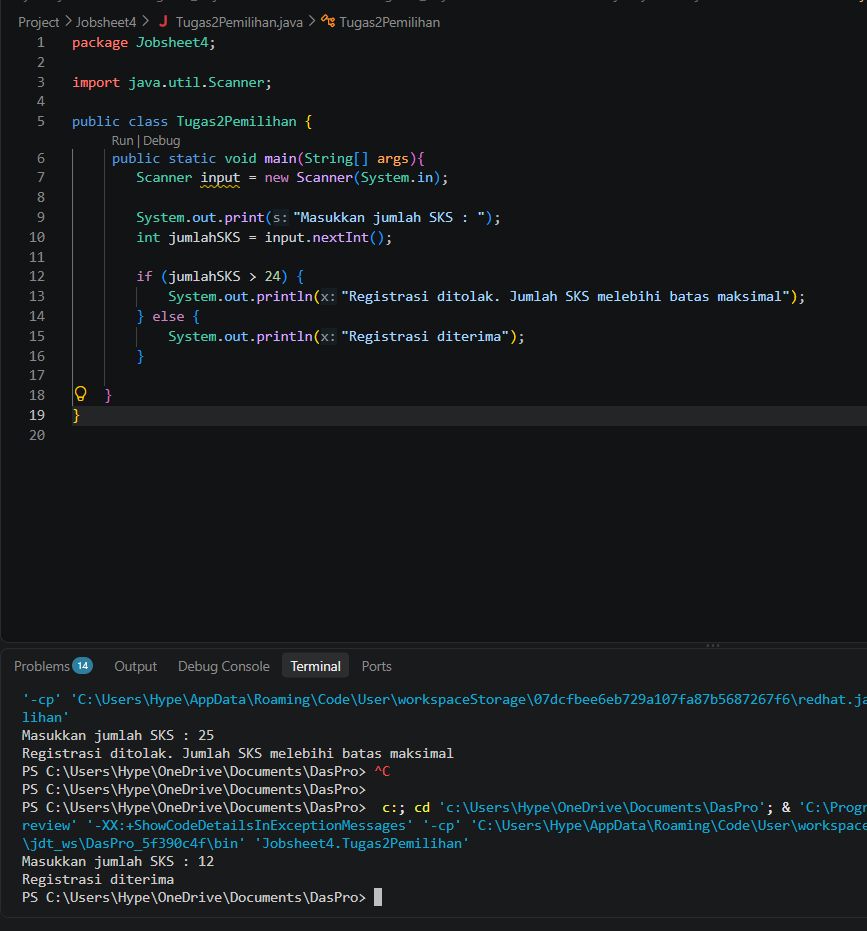 Project > Jobsheet4 > J Tugas2Pemilihan.java > Tugas2Pemilihan
1 package Jobsheet4;
2
3 import java.util.Scanner;
4
5 public class Tugas2Pemilihan {
Run | Debug
6 public static void main(String[] args){
7 Scanner input = new Scanner(System.in);
8
9 System.out.print(s: "Masukkan jumlah SKS : ");
10 int jumlahSKS = input.nextInt();
11
12 if (jumlahSKS > 24) {
13 System.out.println(x: "Registrasi ditolak. Jumlah SKS melebihi batas maksimal");
14 } else {
15 System.out.println(x: "Registrasi diterima");
16 }
17
18 }
19 }
20
Problems 14 Output Debug Console Terminal Ports
'-cp' 'C:\Users\Hype\AppData\Roaming\Code\User\workspaceStorage\07dcfbee6eb729a107fa87b5687267f6\redhat.ja
lihan'
Masukkan jumlah SKS : 25
Registrasi ditolak. Jumlah SKS melebihi batas maksimal
PS C:\Users\Hype\OneDrive\Documents\DasPro> ^C
PS C:\Users\Hype\OneDrive\Documents\DasPro>
PS C:\Users\Hype\OneDrive\Documents\DasPro> c:; cd 'c:\Users\Hype\OneDrive\Documents\DasPro'; & 'C:\Progr
review' '-XX:+ShowCodeDetailsInExceptionMessages' '-cp' 'C:\Users\Hype\AppData\Roaming\Code\User\workspace
\jdt_ws\DasPro_5f390c4f\bin' 'Jobsheet4.Tugas2Pemilihan'
Masukkan jumlah SKS : 12
Registrasi diterima
PS C:\Users\Hype\OneDrive\Documents\DasPro>